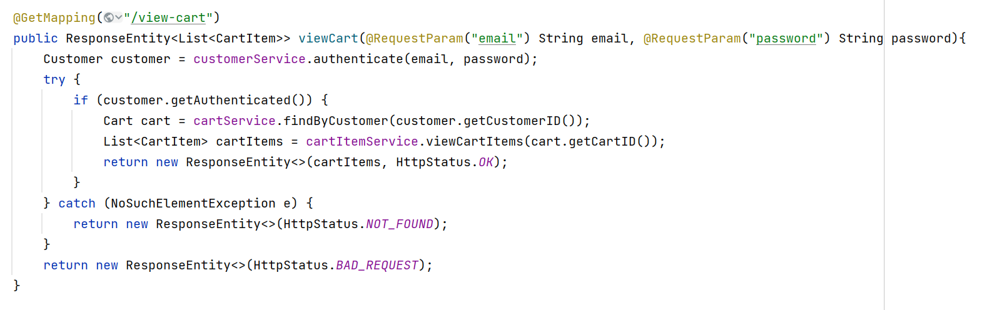 @GetMapping("/view-cart")
public ResponseEntity<List<CartItem>> viewCart(@RequestParam("email") String email, @RequestParam("password") String password){
    Customer customer = customerService.authenticate(email, password);
    try {
        if (customer.getAuthenticated()) {
            Cart cart = cartService.findByCustomer(customer.getCustomerID());
            List<CartItem> cartItems = cartItemService.viewCartItems(cart.getCartID());
            return new ResponseEntity<>(cartItems, HttpStatus.OK);
        }
    } catch (NoSuchElementException e) {
        return new ResponseEntity<>(HttpStatus.NOT_FOUND);
    }
    return new ResponseEntity<>(HttpStatus.BAD_REQUEST);
}